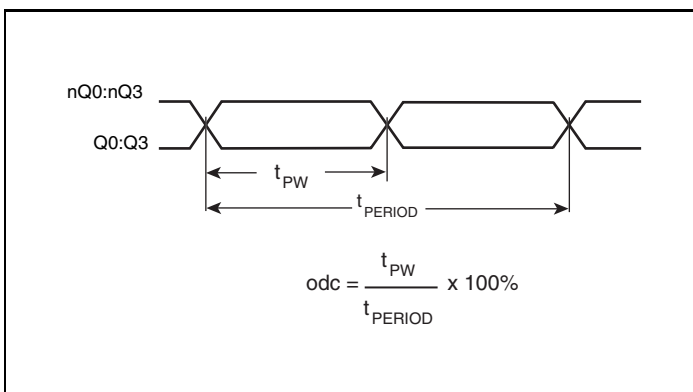 nQ0:nQ3
Q0:Q3
tPW
tPERIOD
odc = tPW / tPERIOD x 100%